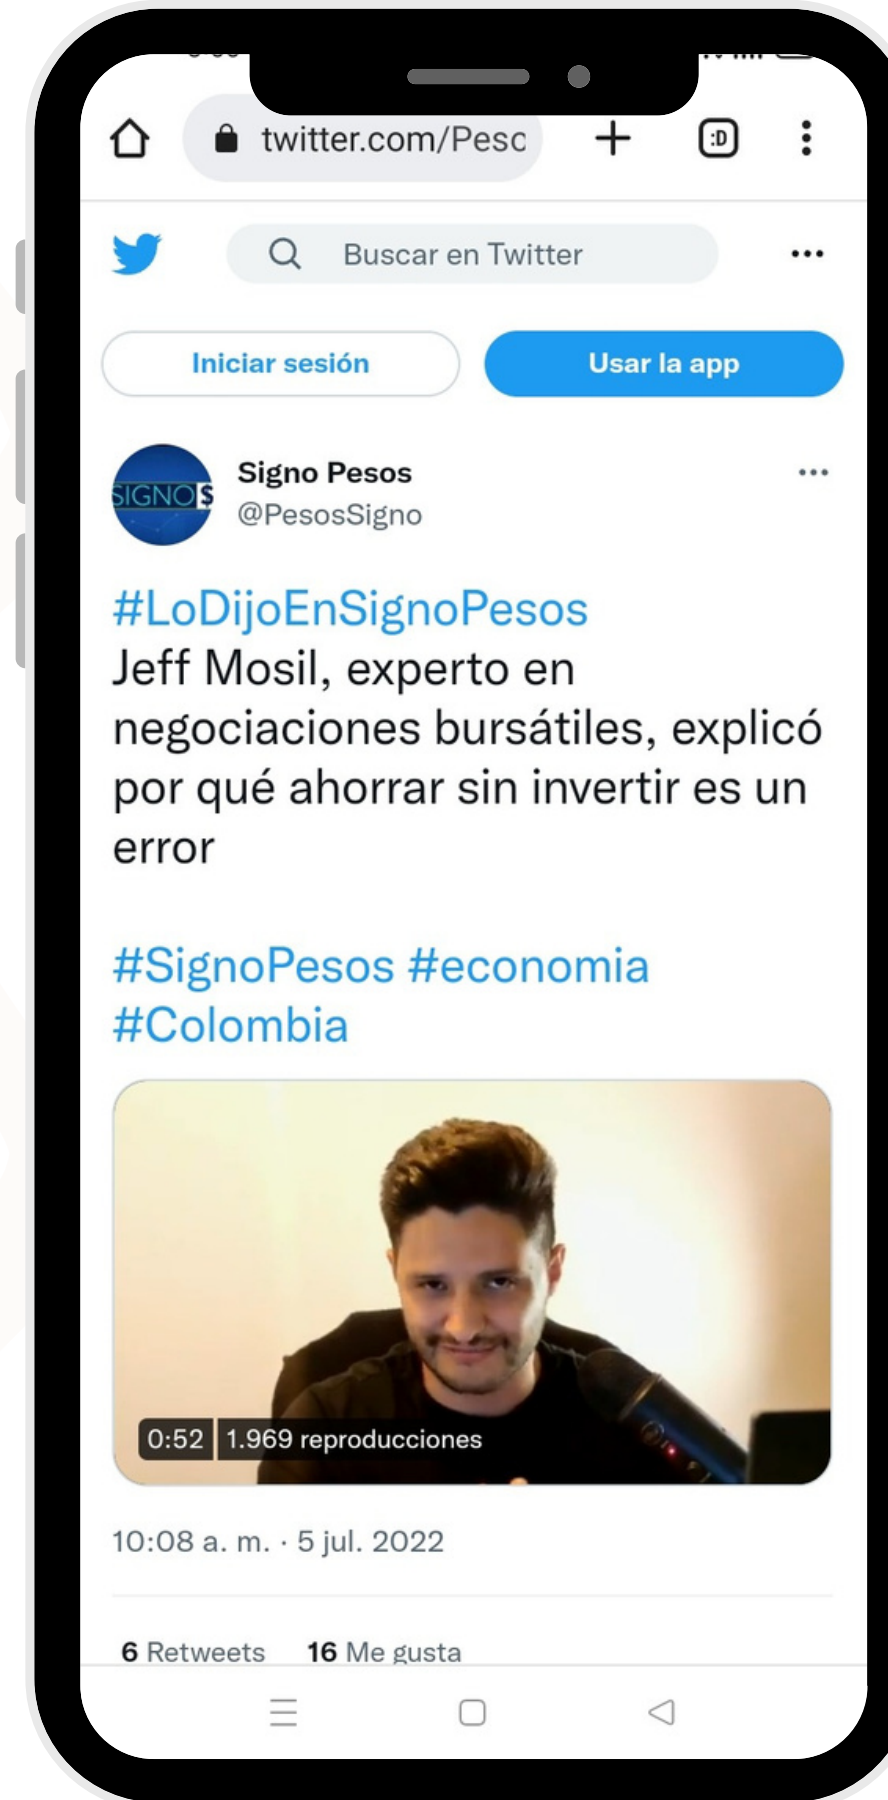 twitter.com/Pesc
:D
Buscar en Twitter
Iniciar sesión
Usar la app
SIGNO$
Signo Pesos
@PesosSigno
#LoDijoEnSignoPesos
Jeff Mosil, experto en
negociaciones bursátiles, explicó
por qué ahorrar sin invertir es un
error
#SignoPesos #economia
#Colombia
0:52 1.969 reproducciones
10:08 a. m. · 5 jul. 2022
6 Retweets 16 Me gusta